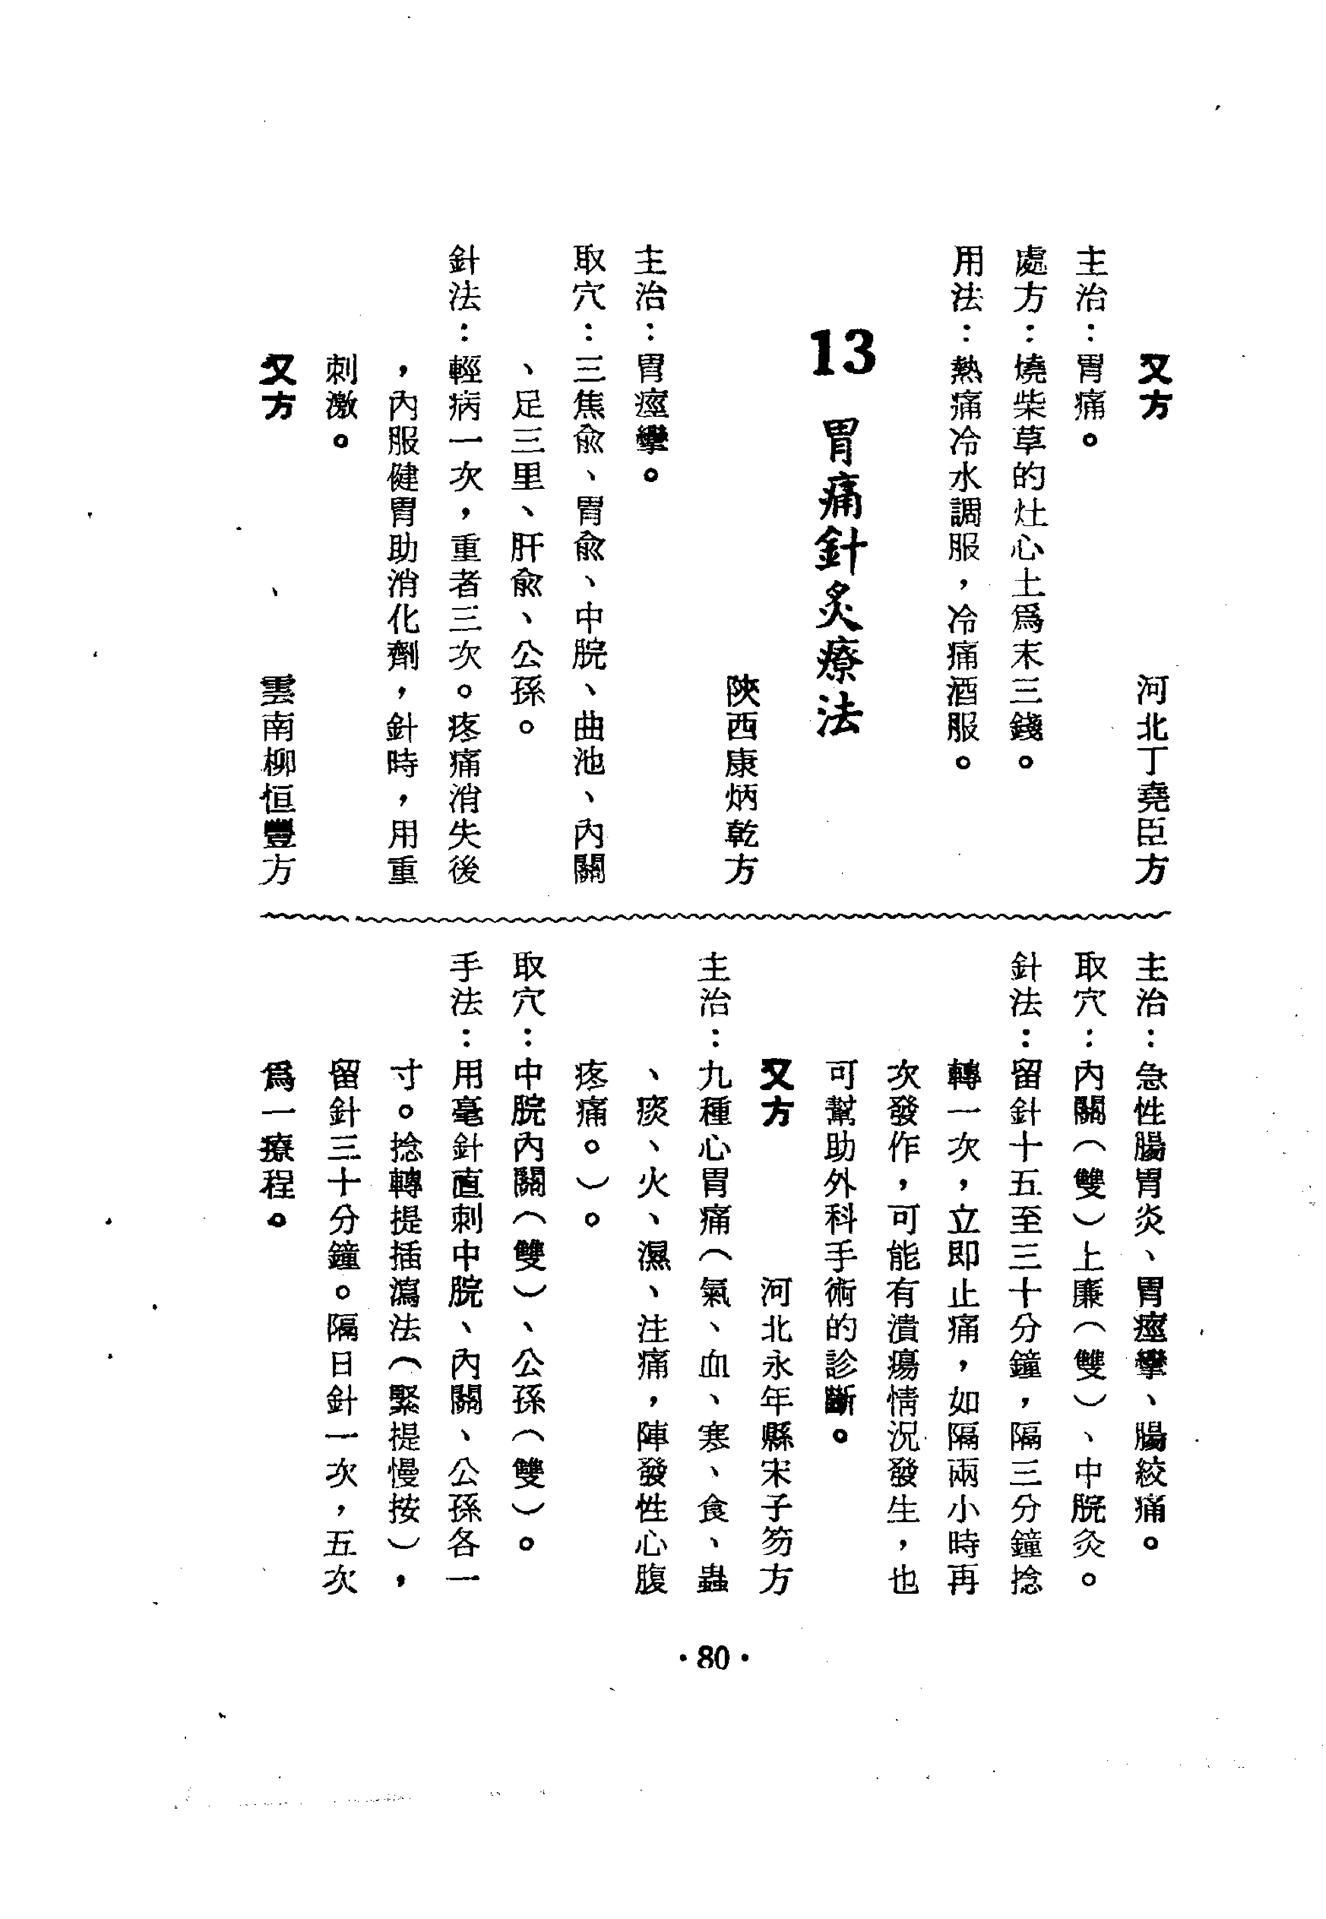 又方　河北丁堯臣方
主治：胃痛。
處方：燒柴草的灶心土爲末三錢。
用法：熱痛冷水調服，冷痛酒服。
13 胃痛針灸療法
陝西康炳乾方
主治：胃痙攣。
取穴：三焦兪、胃兪、中脘、曲池、內關
、足三里、肝兪、公孫。
針法：輕病一次，重者三次。疼痛消失後
，內服健胃助消化劑，針時，用重
刺激。
又方　雲南柳恒豐方
主治：急性腸胃炎、胃痙攣、腸絞痛。
取穴：內關（雙）上廉（雙）、中脘灸。
針法：留針十五至三十分鐘，隔三分鐘捻
轉一次，立即止痛，如隔兩小時再
次發作，可能有潰瘍情況發生，也
可幫助外科手術的診斷。
又方　河北永年縣宋子笏方
主治：九種心胃痛（氣、血、寒、食、蟲
、痰、火、濕、注痛，陣發性心腹
疼痛。）。
取穴：中脘內關（雙）、公孫（雙）。
手法：用毫針直刺中脘、內關、公孫各一
寸。捻轉提插瀉法（緊提慢按），
留針三十分鐘。隔日針一次，五次
爲一療程。
·80·